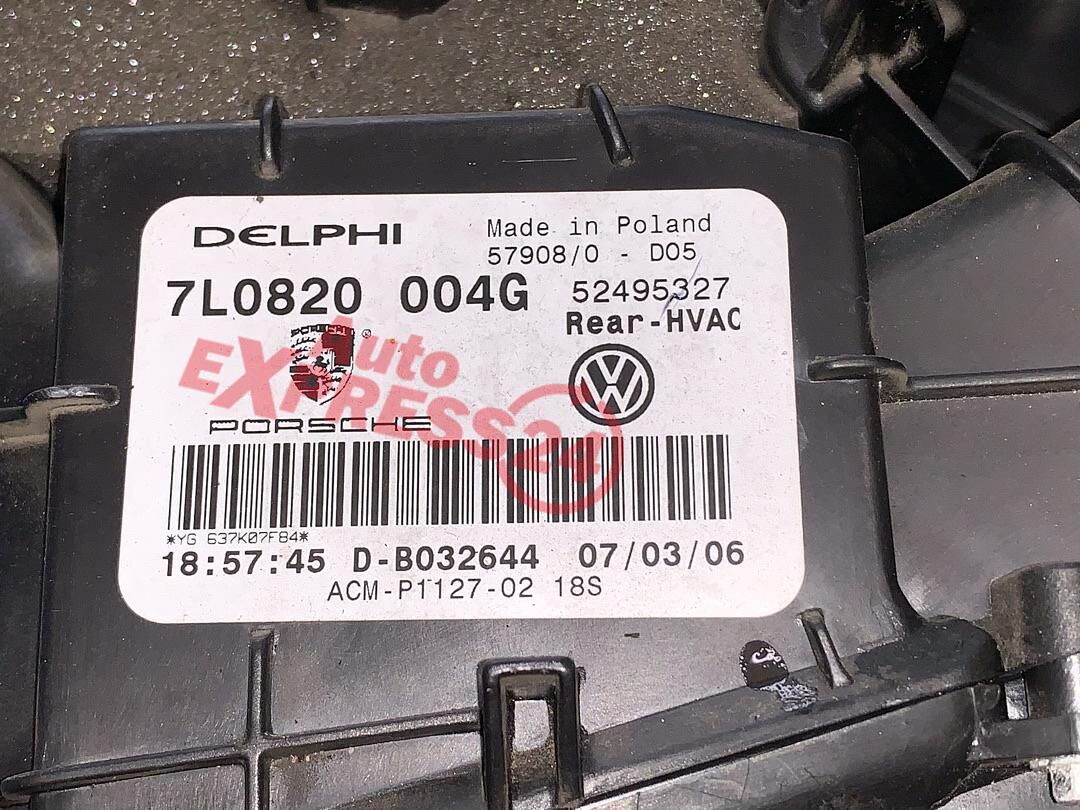 DELPHI
Made in Poland
57908/0 - D05
7L0820 004G
52495327
Rear-HVAC
PORSCHE
Auto
EXPRESS24
PORSCHE
*YG 637K07F84*
18:57:45 D-B032644 07/03/06
ACM-P1127-02 18S